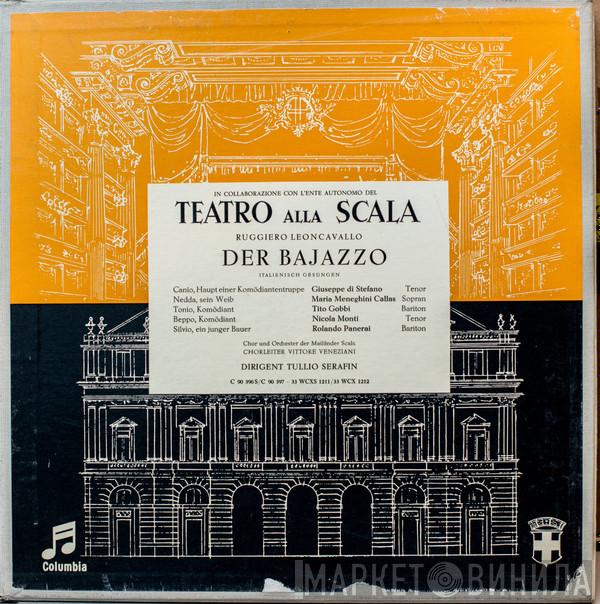 IN COLLABORAZIONE CON L'ENTE AUTONOMO DEL
TEATRO ALLA SCALA
RUGGIERO LEONCAVALLO
DER BAJAZZO
ITALIENISCH GESUNGEN
Canio, Haupt einer Komödiantentruppe Giuseppe di Stefano Tenor
Nedda, sein Weib Maria Meneghini Callas Sopran
Tonio, Komödiant Tito Gobbi Bariton
Beppo, Komödiant Nicola Monti Tenor
Silvio, ein junger Bauer Rolando Panerai Bariton
Chor und Orchester der Mailänder Scala
CHORLEITER VITTORE VENEZIANI
DIRIGENT TULLIO SERAFIN
C 90 396 S/C 90 397 - 33 WCXS 1211/33 WCX 1212
Columbia
МАРКЕТ ВИНИЛА